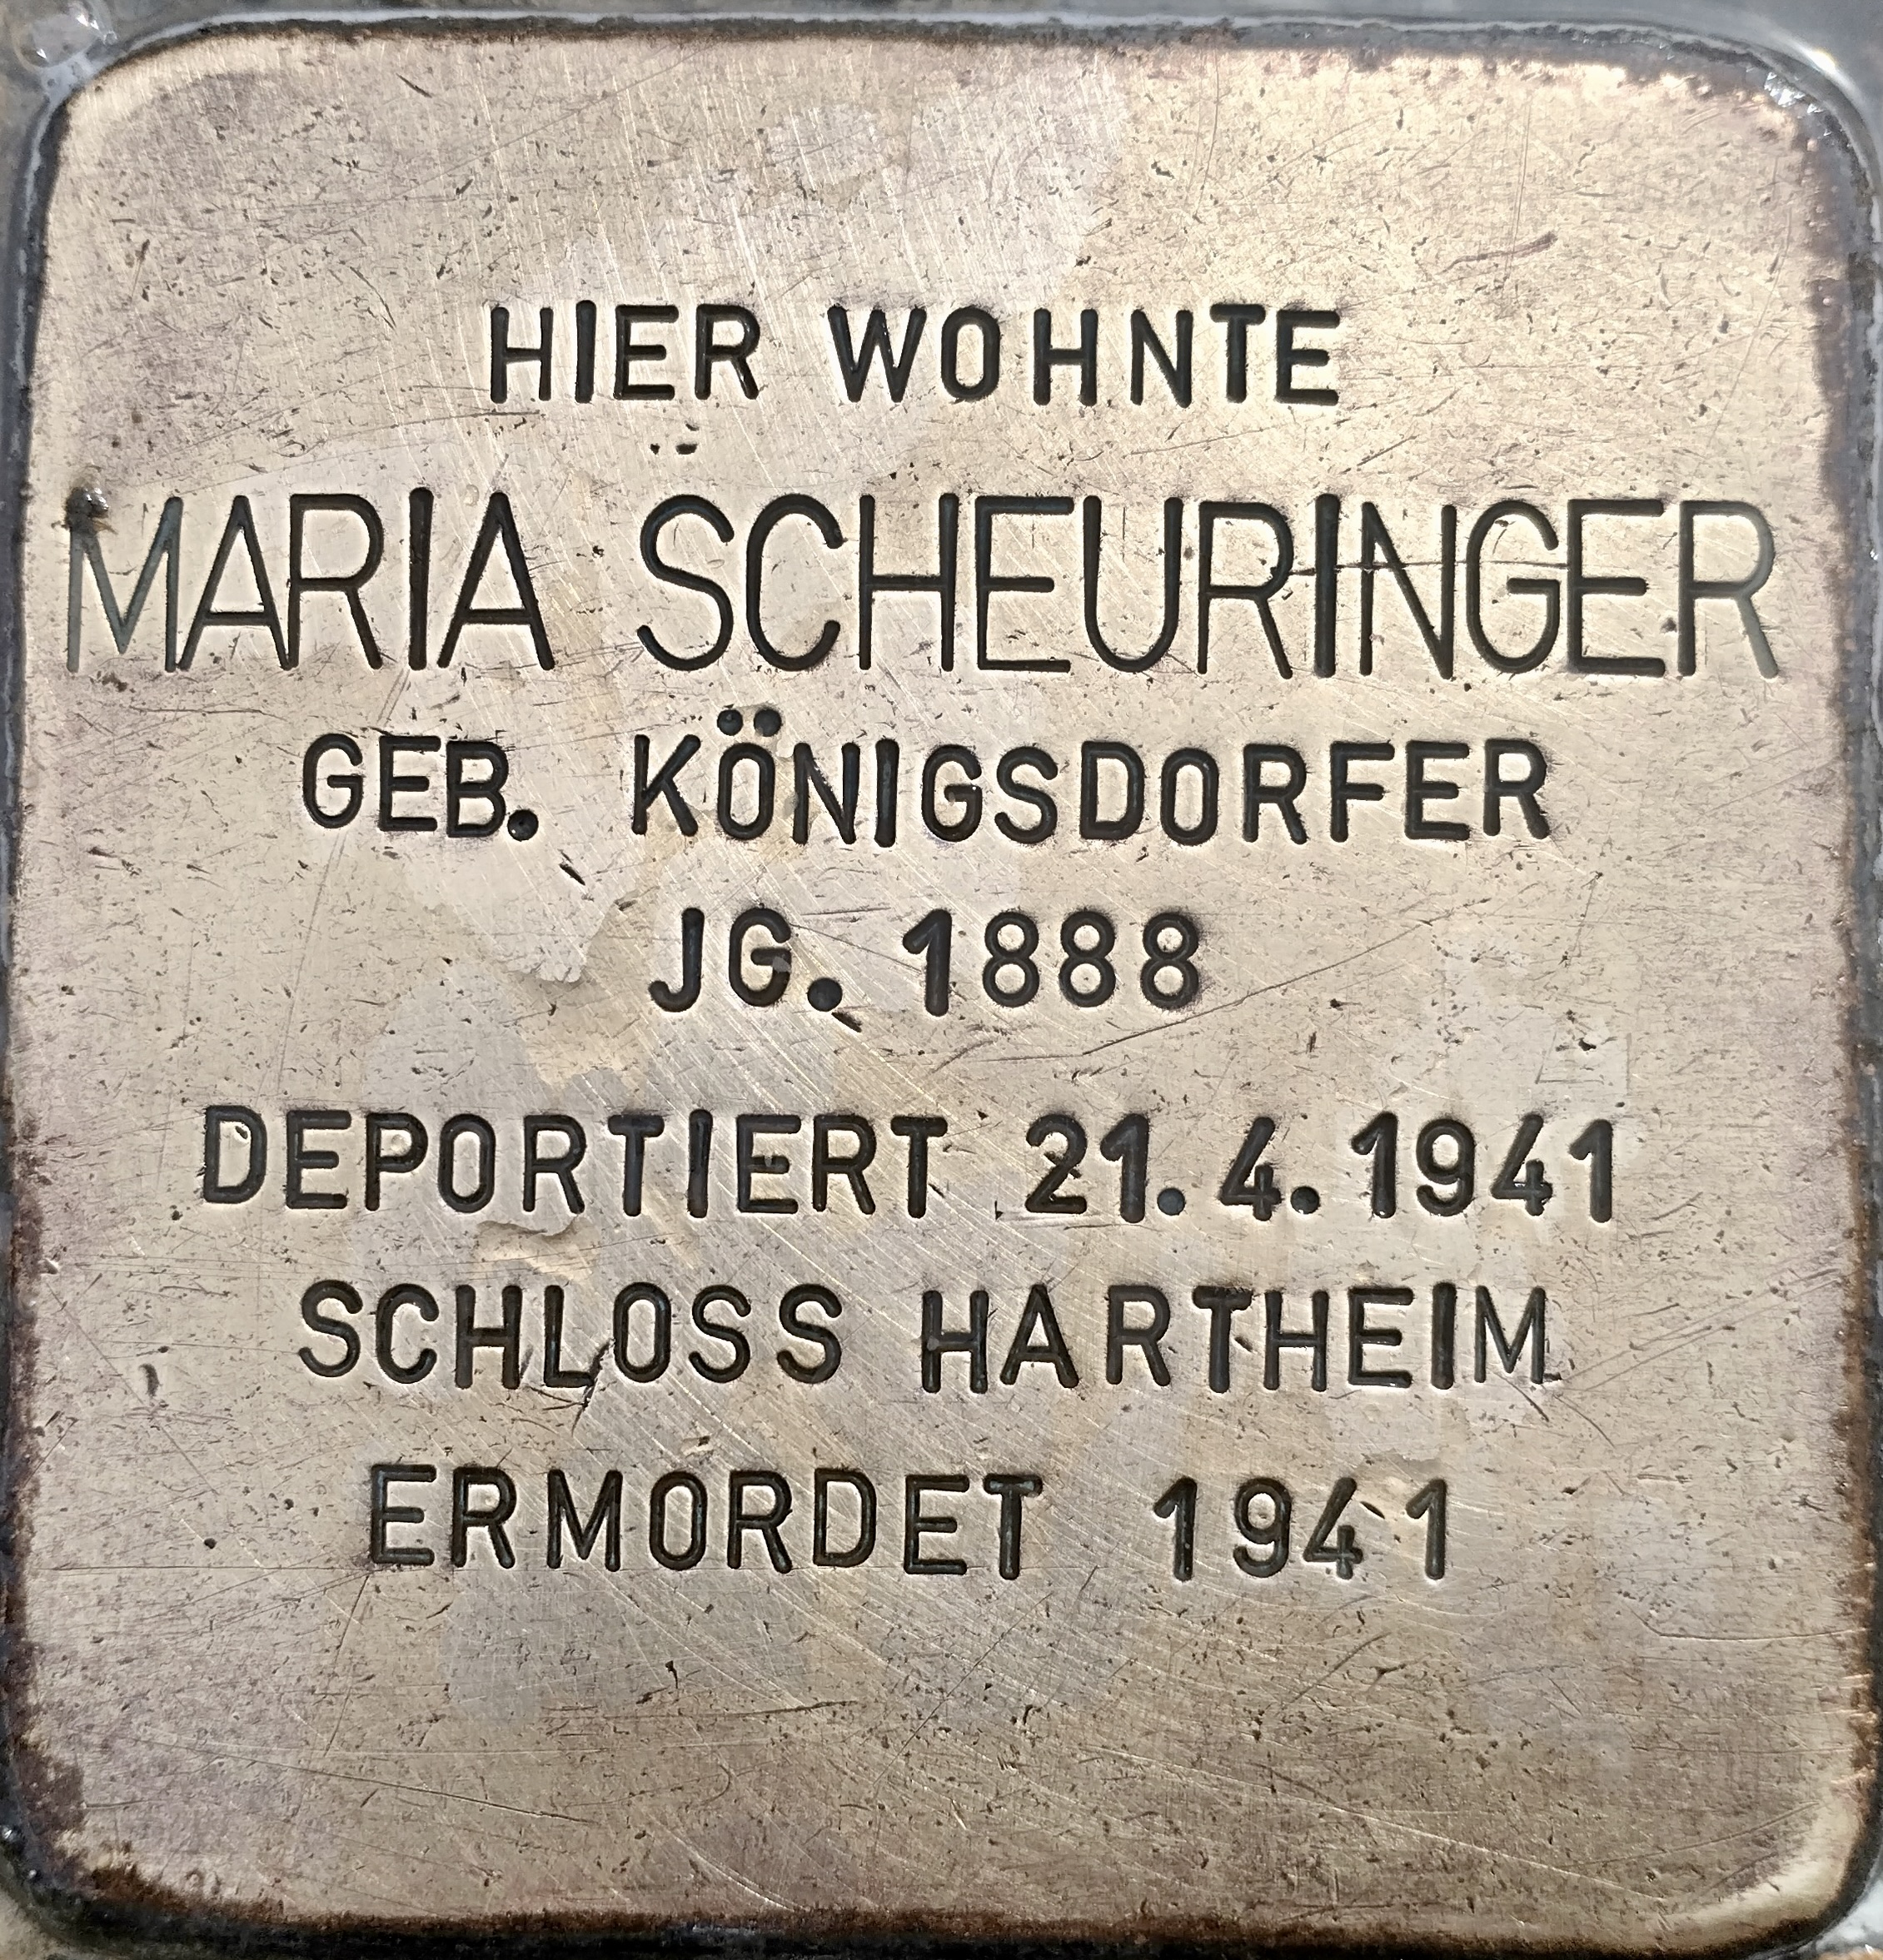 HIER WOHNTE
MARIA SCHEURINGER
GEB. KÖNIGSDORFER
JG. 1888
DEPORTIERT 21.4.1941
SCHLOSS HARTHEIM
ERMORDET 1941